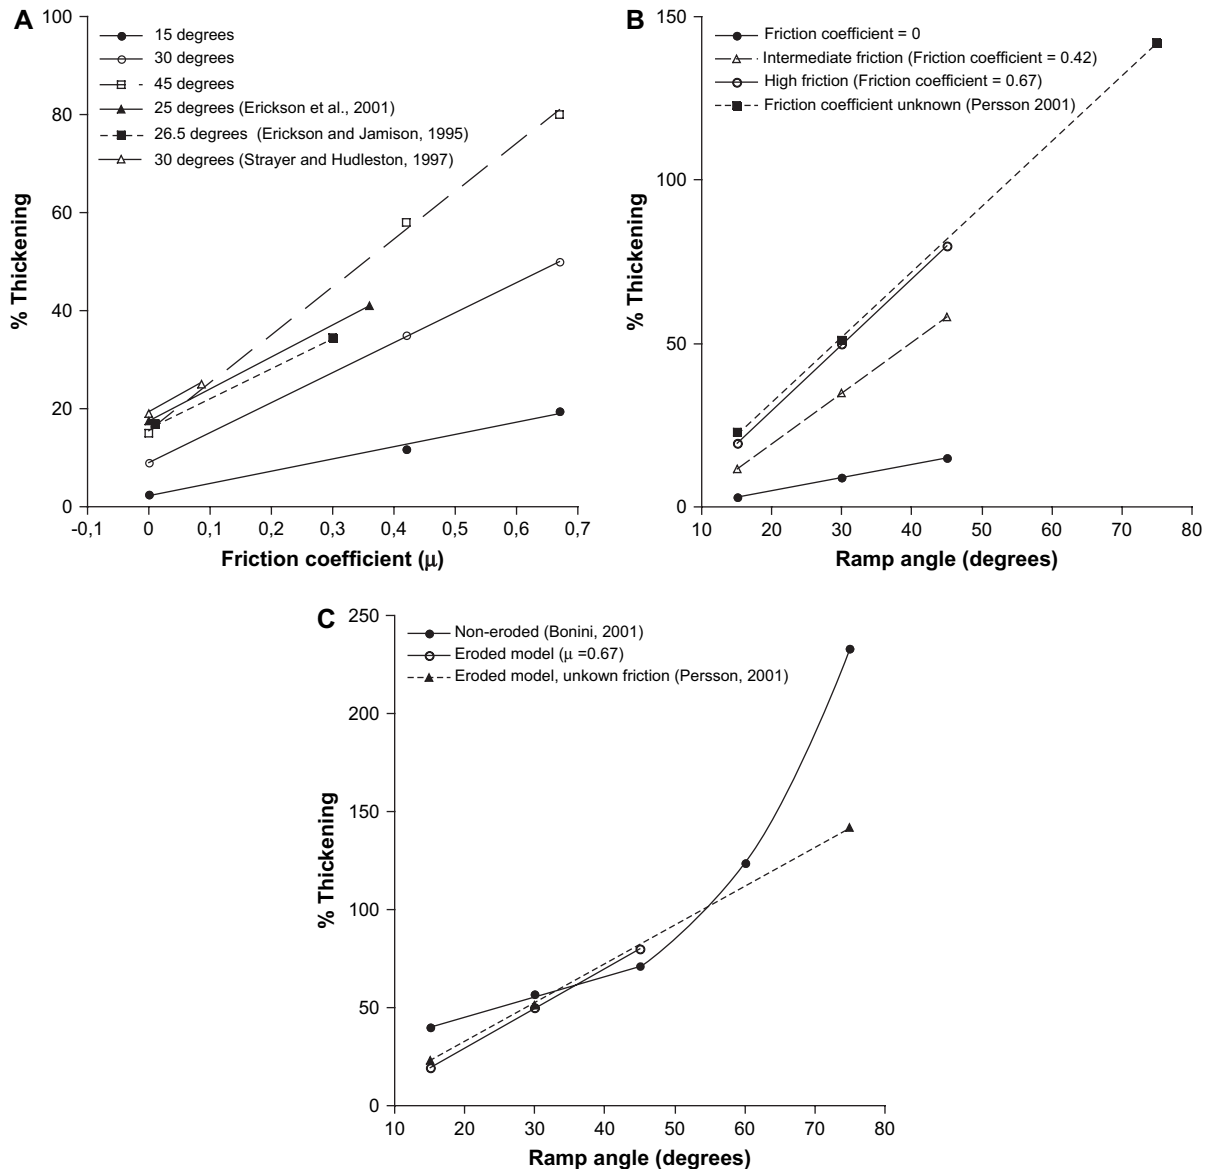 A
100
80
60
40
20
0
% Thickening
15 degrees
30 degrees
45 degrees
25 degrees (Erickson et al., 2001)
26.5 degrees (Erickson and Jamison, 1995)
30 degrees (Strayer and Hudleston, 1997)
-0,1
0
0,1
0,2
0,3
0,4
0,5
0,6
0,7
Friction coefficient (μ)
B
150
100
50
0
% Thickening
Friction coefficient = 0
Intermediate friction (Friction coefficient = 0.42)
High friction (Friction coefficient = 0.67)
Friction coefficient unknown (Persson 2001)
10
20
30
40
50
60
70
80
Ramp angle (degrees)
C
250
200
150
100
50
0
% Thickening
Non-eroded (Bonini, 2001)
Eroded model (μ =0.67)
Eroded model, unkown friction (Persson, 2001)
10
20
30
40
50
60
70
80
Ramp angle (degrees)